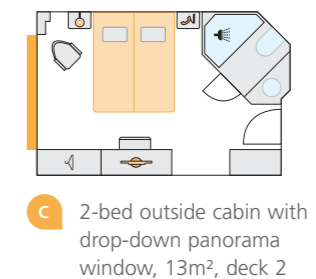 C
2-bed outside cabin with
drop-down panorama
window, 13m², deck 2